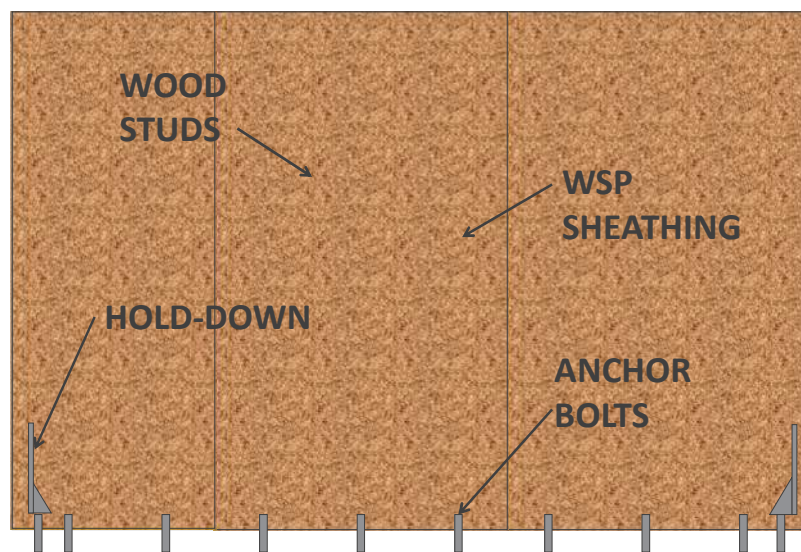 WOOD
STUDS
WSP
SHEATHING
HOLD-DOWN
ANCHOR
BOLTS